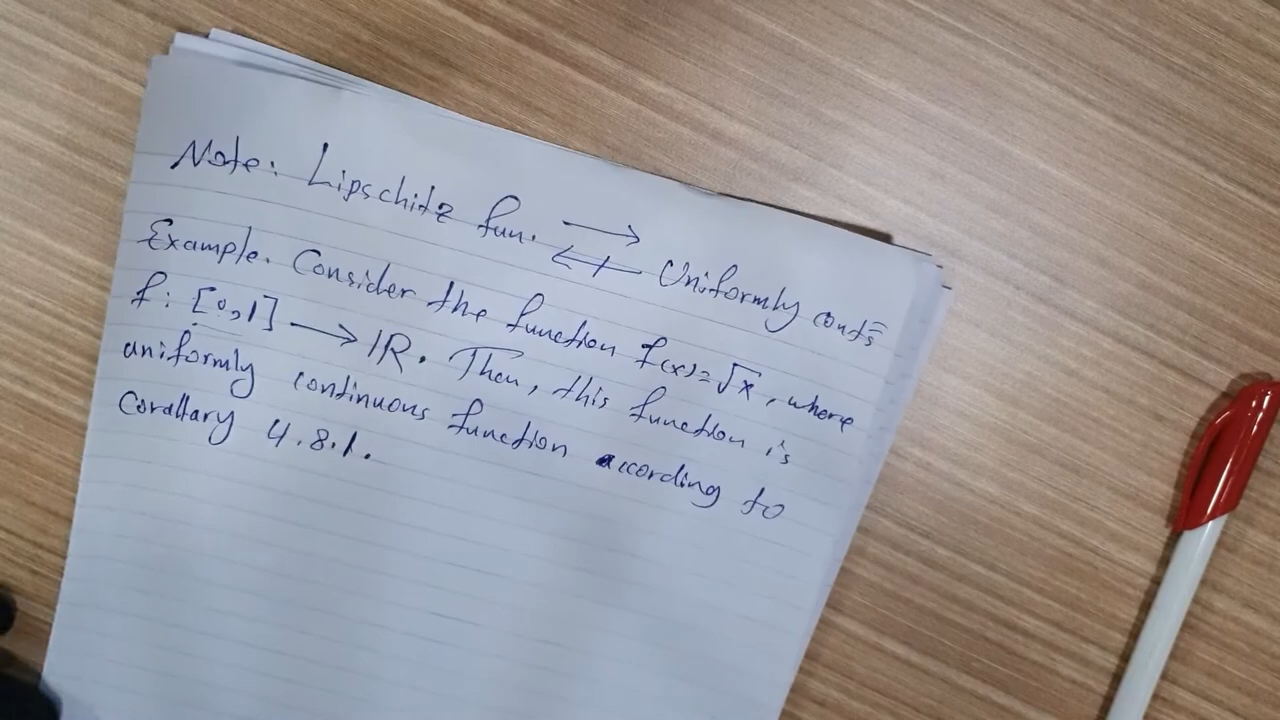 Note: Lipschitz fun. → ↚ Uniformly conts
Example. Consider the function f(x)=√x, where
f: [0,1] → IR. Then, this function is
uniformly continuous function according to
Corollary 4.8.1.